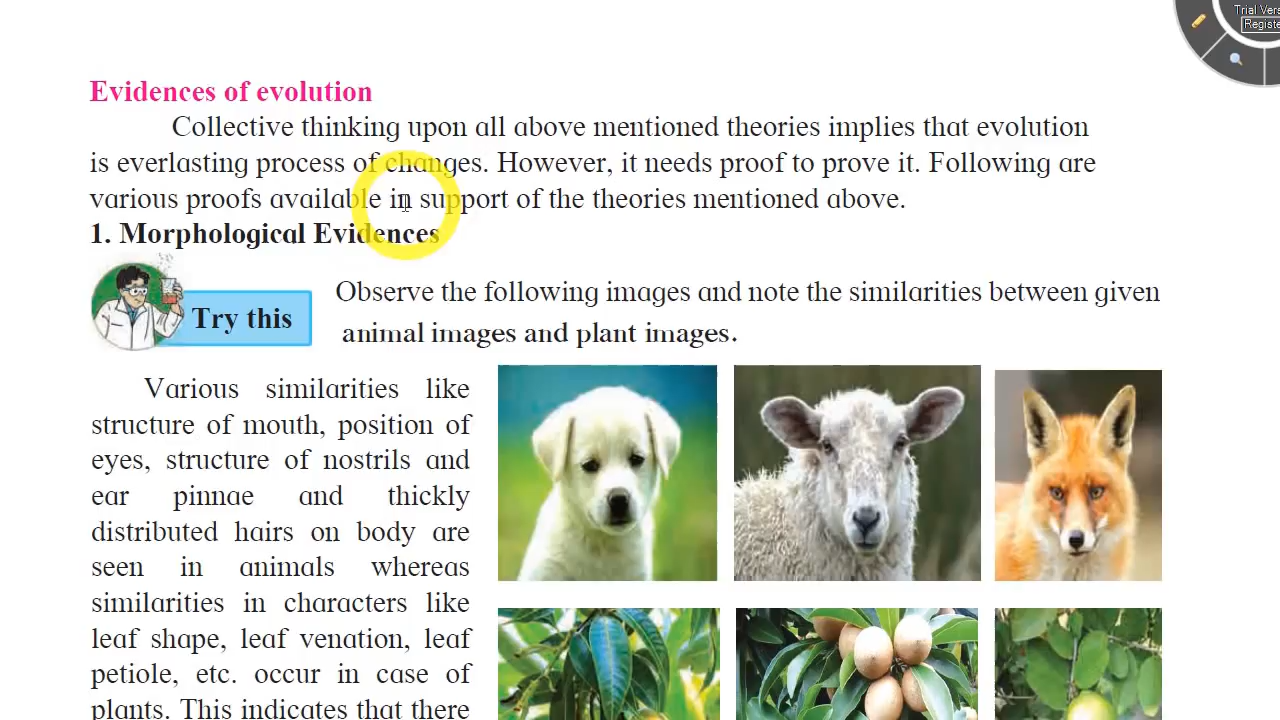 Trial Vers
Registe
Evidences of evolution
Collective thinking upon all above mentioned theories implies that evolution
is everlasting process of changes. However, it needs proof to prove it. Following are
various proofs available in support of the theories mentioned above.
1. Morphological Evidences
Try this
Observe the following images and note the similarities between given
animal images and plant images.
Various similarities like
structure of mouth, position of
eyes, structure of nostrils and
ear pinnae and thickly
distributed hairs on body are
seen in animals whereas
similarities in characters like
leaf shape, leaf venation, leaf
petiole, etc. occur in case of
plants. This indicates that there